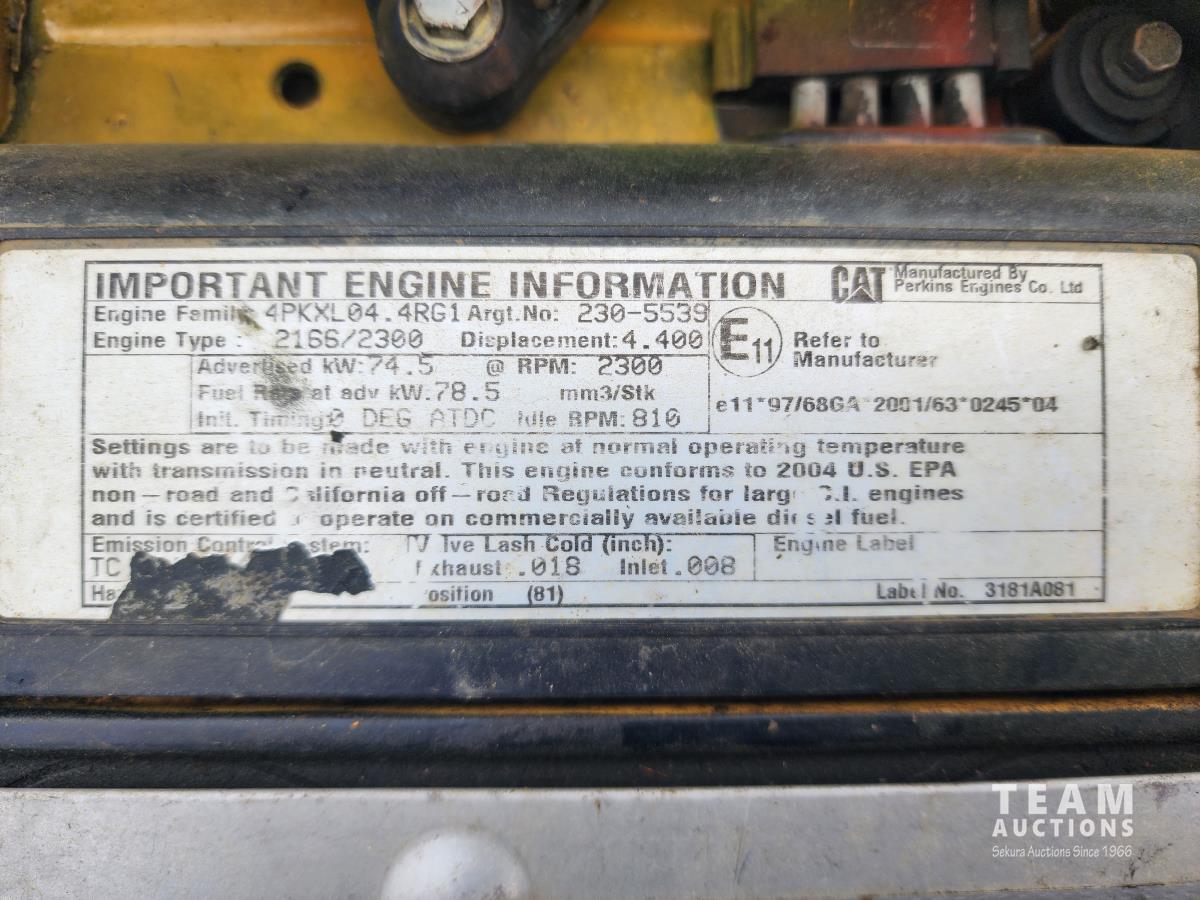 IMPORTANT ENGINE INFORMATION
CAT Manufactured By
Perkins Engines Co. Ltd
Engine Family: 4PKXL04.4RG1 Argt.No: 230-5539
Engine Type: 2166/2300 Displacement:4.400
E11 Refer to
Manufacturer
Advertised kW:74.5 @ RPM: 2300
Fuel at adv kW.78.5 mm3/Stk
Init. Timing:0 DEG ATDC Idle RPM:810
e11*97/68GA*2001/63*0245*04
Settings are to be made with engine at normal operating temperature
with transmission in neutral. This engine conforms to 2004 U.S. EPA
non-road and California off-road Regulations for large C.I. engines
and is certified to operate on commercially available diesel fuel.
Emission Control System: Valve Lash Cold (inch): Engine Label
TC Exhaust .018 Inlet .008
(81) Label No. 3181A081
TEAM
AUCTIONS
Sekura Auctions Since 1966